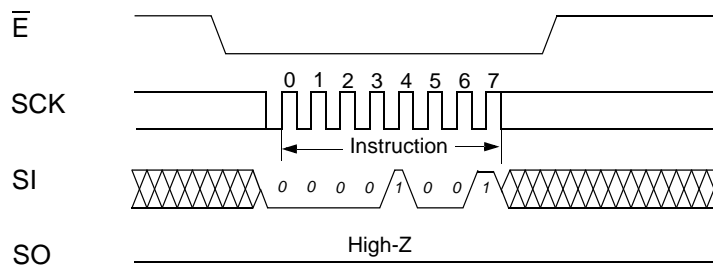 E
0 1 2 3 4 5 6 7
SCK
Instruction
SI 0 0 0 0 1 0 0 1
High-Z
SO